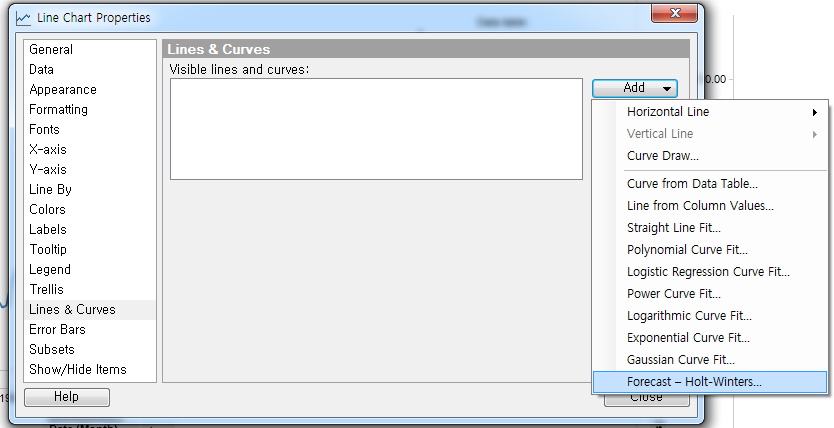 Line Chart Properties
General
Data
Appearance
Formatting
Fonts
X-axis
Y-axis
Line By
Colors
Labels
Tooltip
Legend
Trellis
Lines & Curves
Error Bars
Subsets
Show/Hide Items
Lines & Curves
Visible lines and curves:
Add
Horizontal Line
Vertical Line
Curve Draw...
Curve from Data Table...
Line from Column Values...
Straight Line Fit...
Polynomial Curve Fit...
Logistic Regression Curve Fit...
Power Curve Fit...
Logarithmic Curve Fit...
Exponential Curve Fit...
Gaussian Curve Fit...
Forecast – Holt-Winters...
Help
Close